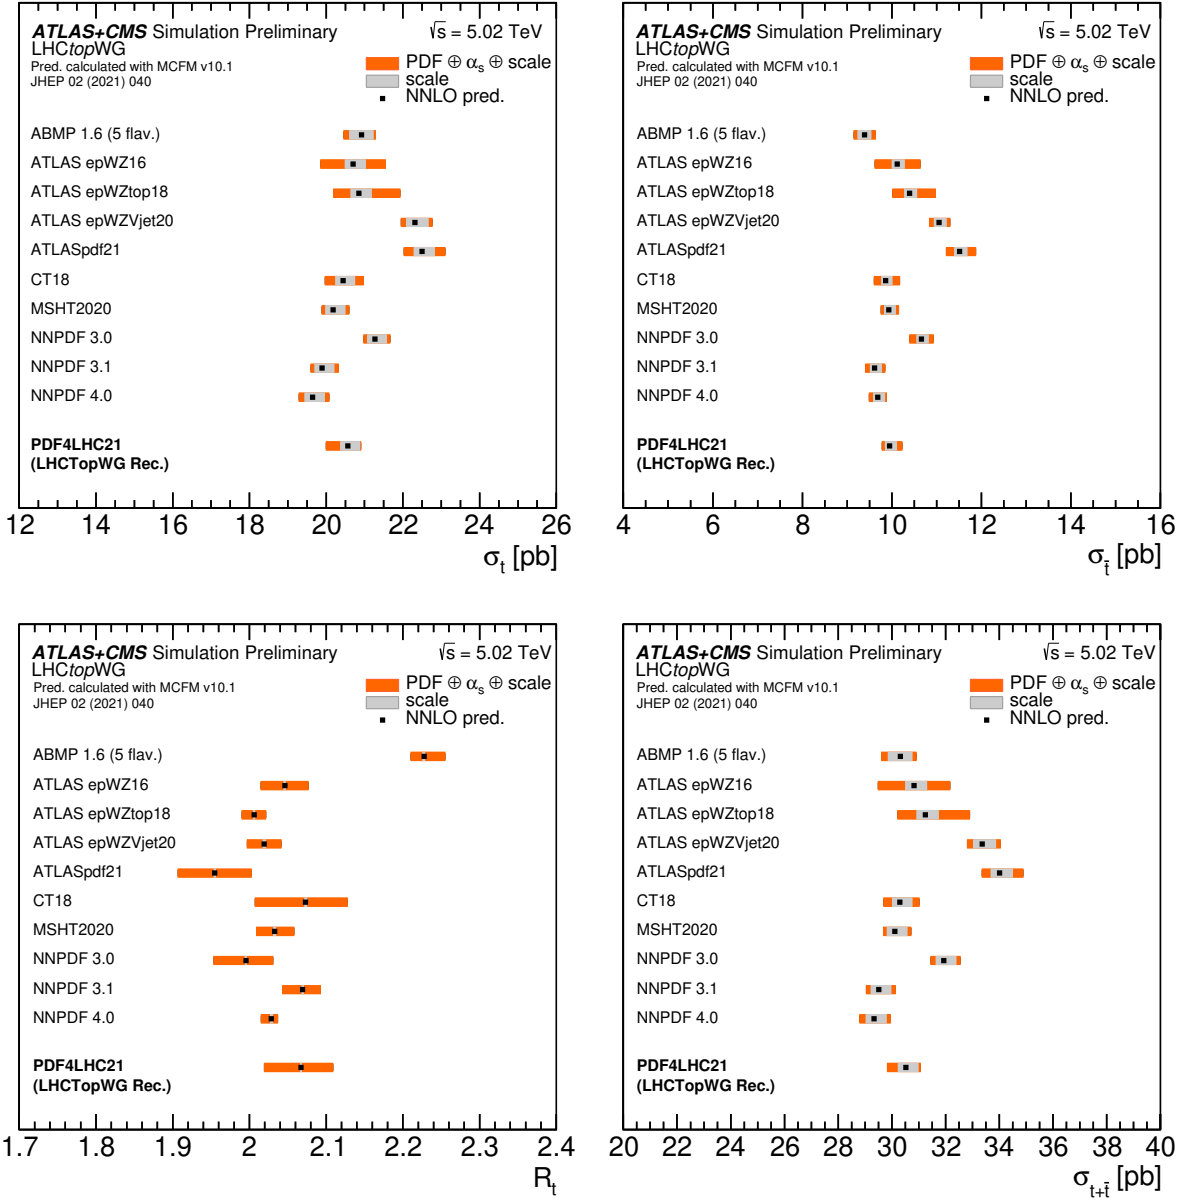 ATLAS+CMS Simulation Preliminary √s = 5.02 TeV
LHCtopWG
Pred. calculated with MCFM v10.1
JHEP 02 (2021) 040
PDF ⊕ αs ⊕ scale
scale
NNLO pred.
ABMP 1.6 (5 flav.)
ATLAS epWZ16
ATLAS epWZtop18
ATLAS epWZVjet20
ATLASpdf21
CT18
MSHT2020
NNPDF 3.0
NNPDF 3.1
NNPDF 4.0
PDF4LHC21
(LHCTopWG Rec.)
12 14 16 18 20 22 24 26
σt [pb]
ATLAS+CMS Simulation Preliminary √s = 5.02 TeV
LHCtopWG
Pred. calculated with MCFM v10.1
JHEP 02 (2021) 040
PDF ⊕ αs ⊕ scale
scale
NNLO pred.
ABMP 1.6 (5 flav.)
ATLAS epWZ16
ATLAS epWZtop18
ATLAS epWZVjet20
ATLASpdf21
CT18
MSHT2020
NNPDF 3.0
NNPDF 3.1
NNPDF 4.0
PDF4LHC21
(LHCTopWG Rec.)
4 6 8 10 12 14 16
σt̄ [pb]
ATLAS+CMS Simulation Preliminary √s = 5.02 TeV
LHCtopWG
Pred. calculated with MCFM v10.1
JHEP 02 (2021) 040
PDF ⊕ αs ⊕ scale
scale
NNLO pred.
ABMP 1.6 (5 flav.)
ATLAS epWZ16
ATLAS epWZtop18
ATLAS epWZVjet20
ATLASpdf21
CT18
MSHT2020
NNPDF 3.0
NNPDF 3.1
NNPDF 4.0
PDF4LHC21
(LHCTopWG Rec.)
1.7 1.8 1.9 2 2.1 2.2 2.3 2.4
Rt
ATLAS+CMS Simulation Preliminary √s = 5.02 TeV
LHCtopWG
Pred. calculated with MCFM v10.1
JHEP 02 (2021) 040
PDF ⊕ αs ⊕ scale
scale
NNLO pred.
ABMP 1.6 (5 flav.)
ATLAS epWZ16
ATLAS epWZtop18
ATLAS epWZVjet20
ATLASpdf21
CT18
MSHT2020
NNPDF 3.0
NNPDF 3.1
NNPDF 4.0
PDF4LHC21
(LHCTopWG Rec.)
20 22 24 26 28 30 32 34 36 38 40
σt+t̄ [pb]